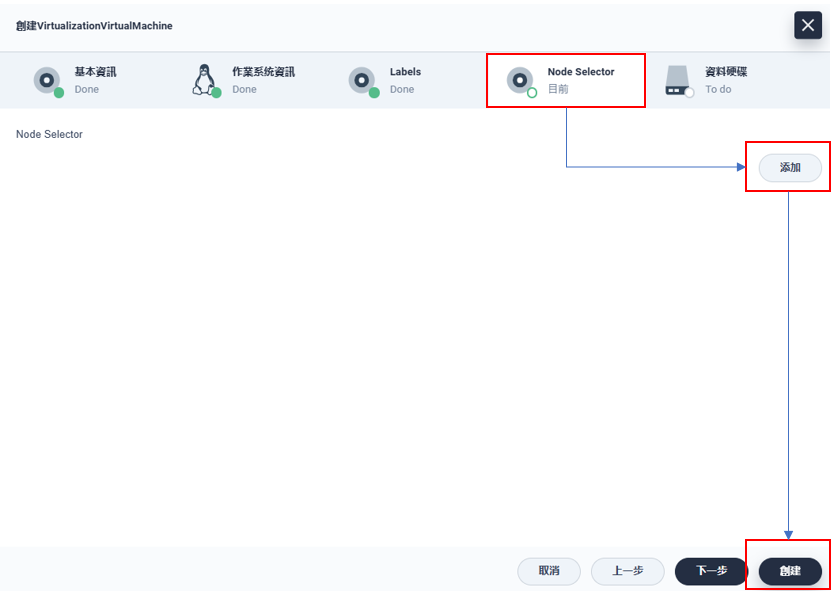 創建VirtualizationVirtualMachine
基本資訊
Done
作業系統資訊
Done
Labels
Done
Node Selector
目前
資料硬碟
To do
Node Selector
添加
取消
上一步
下一步
創建